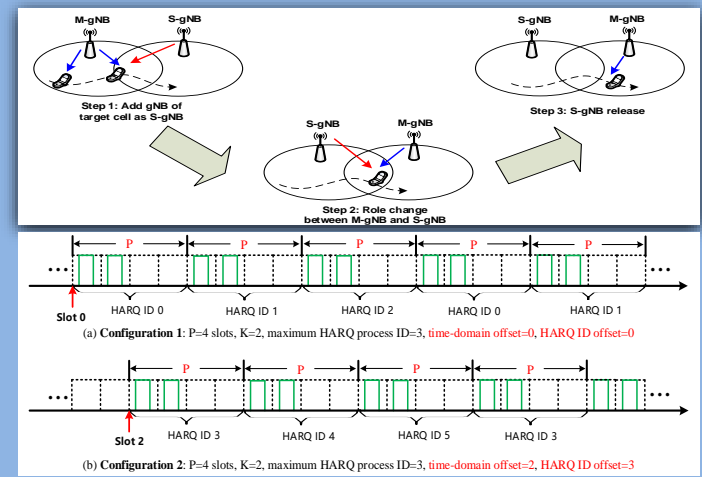 M-gNB S-gNB
Step 1: Add gNB of
target cell as S-gNB
S-gNB M-gNB
Step 2: Role change
between M-gNB and S-gNB
S-gNB M-gNB
Step 3: S-gNB release
P P P P P
••• •••
HARQ ID 0 HARQ ID 1 HARQ ID 2 HARQ ID 0 HARQ ID 1
Slot 0
(a) Configuration 1: P=4 slots, K=2, maximum HARQ process ID=3, time-domain offset=0, HARQ ID offset=0
P P P P
••• •••
HARQ ID 3 HARQ ID 4 HARQ ID 5 HARQ ID 3
Slot 2
(b) Configuration 2: P=4 slots, K=2, maximum HARQ process ID=3, time-domain offset=2, HARQ ID offset=3